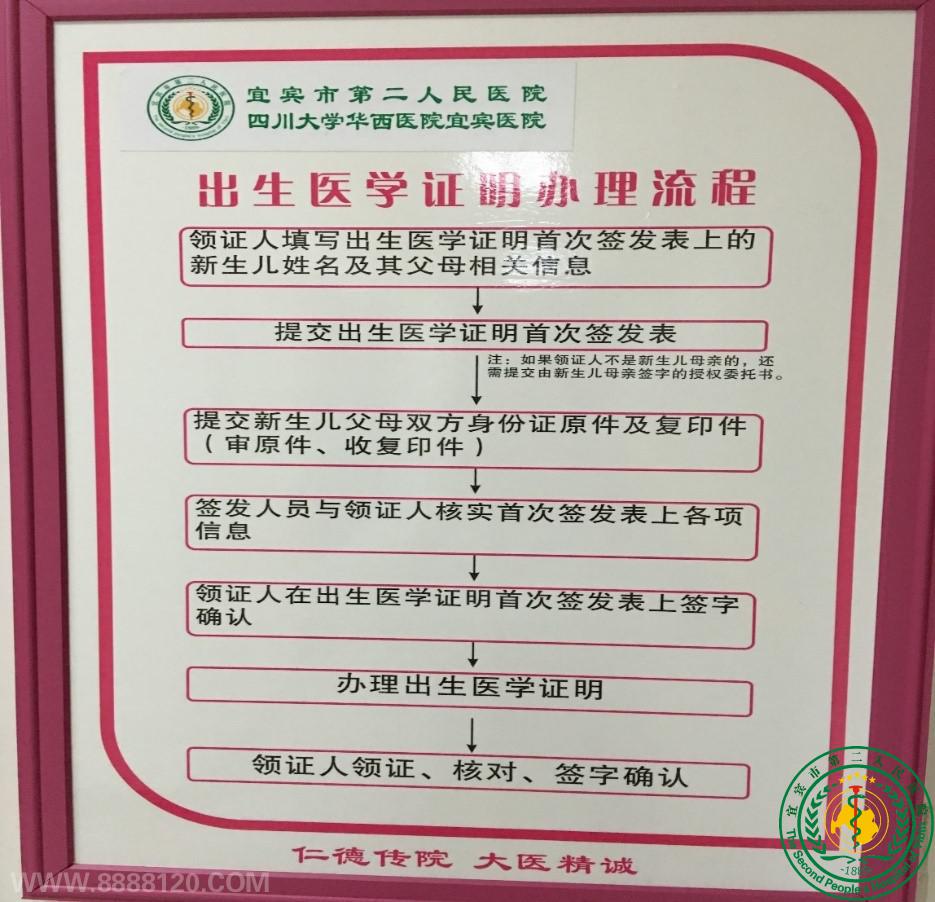 宜宾市第二人民医院
四川大学华西医院宜宾医院
出生医学证明办理流程
领证人填写出生医学证明首次签发表上的
新生儿姓名及其父母相关信息
提交出生医学证明首次签发表
注：如果领证人不是新生儿母亲的，还
需提交由新生儿母亲签字的授权委托书。
提交新生儿父母双方身份证原件及复印件
（审原件、收复印件）
签发人员与领证人核实首次签发表上各项
信息
领证人在出生医学证明首次签发表上签字
确认
办理出生医学证明
领证人领证、核对、签字确认
仁德传院 大医精诚
WWW.8888120.COM
宜宾市第二人民
The Second People's